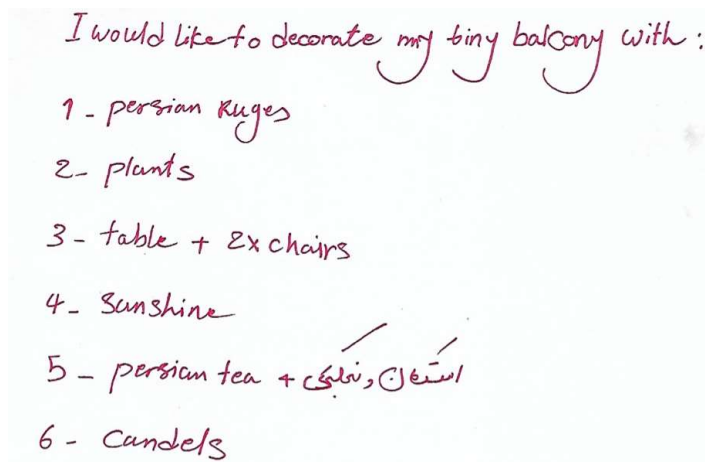 I would like to decorate my tiny balcony with :
1 - persian Ruges
2 - plants
3 - table + 2x chairs
4 - Sunshine
5 - persian tea + استکان و نعلبکی
6 - Candels